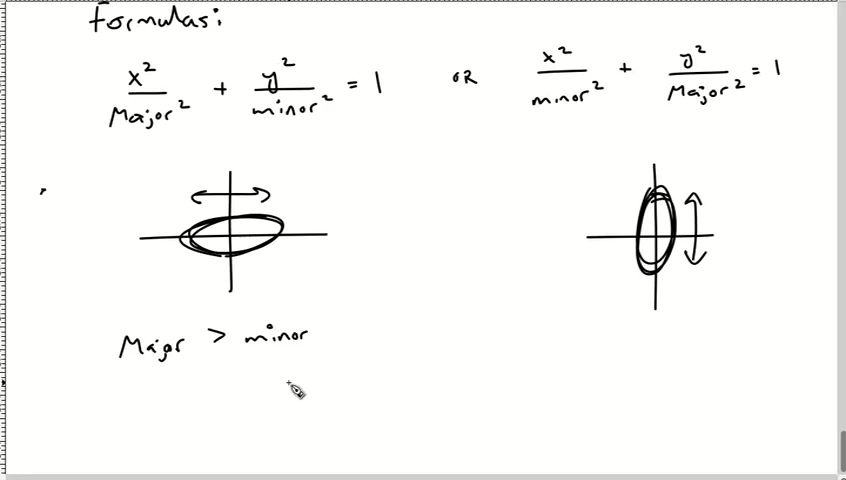 Formulas:
x² / Major² + y² / minor² = 1 OR x² / minor² + y² / Major² = 1
Major > minor